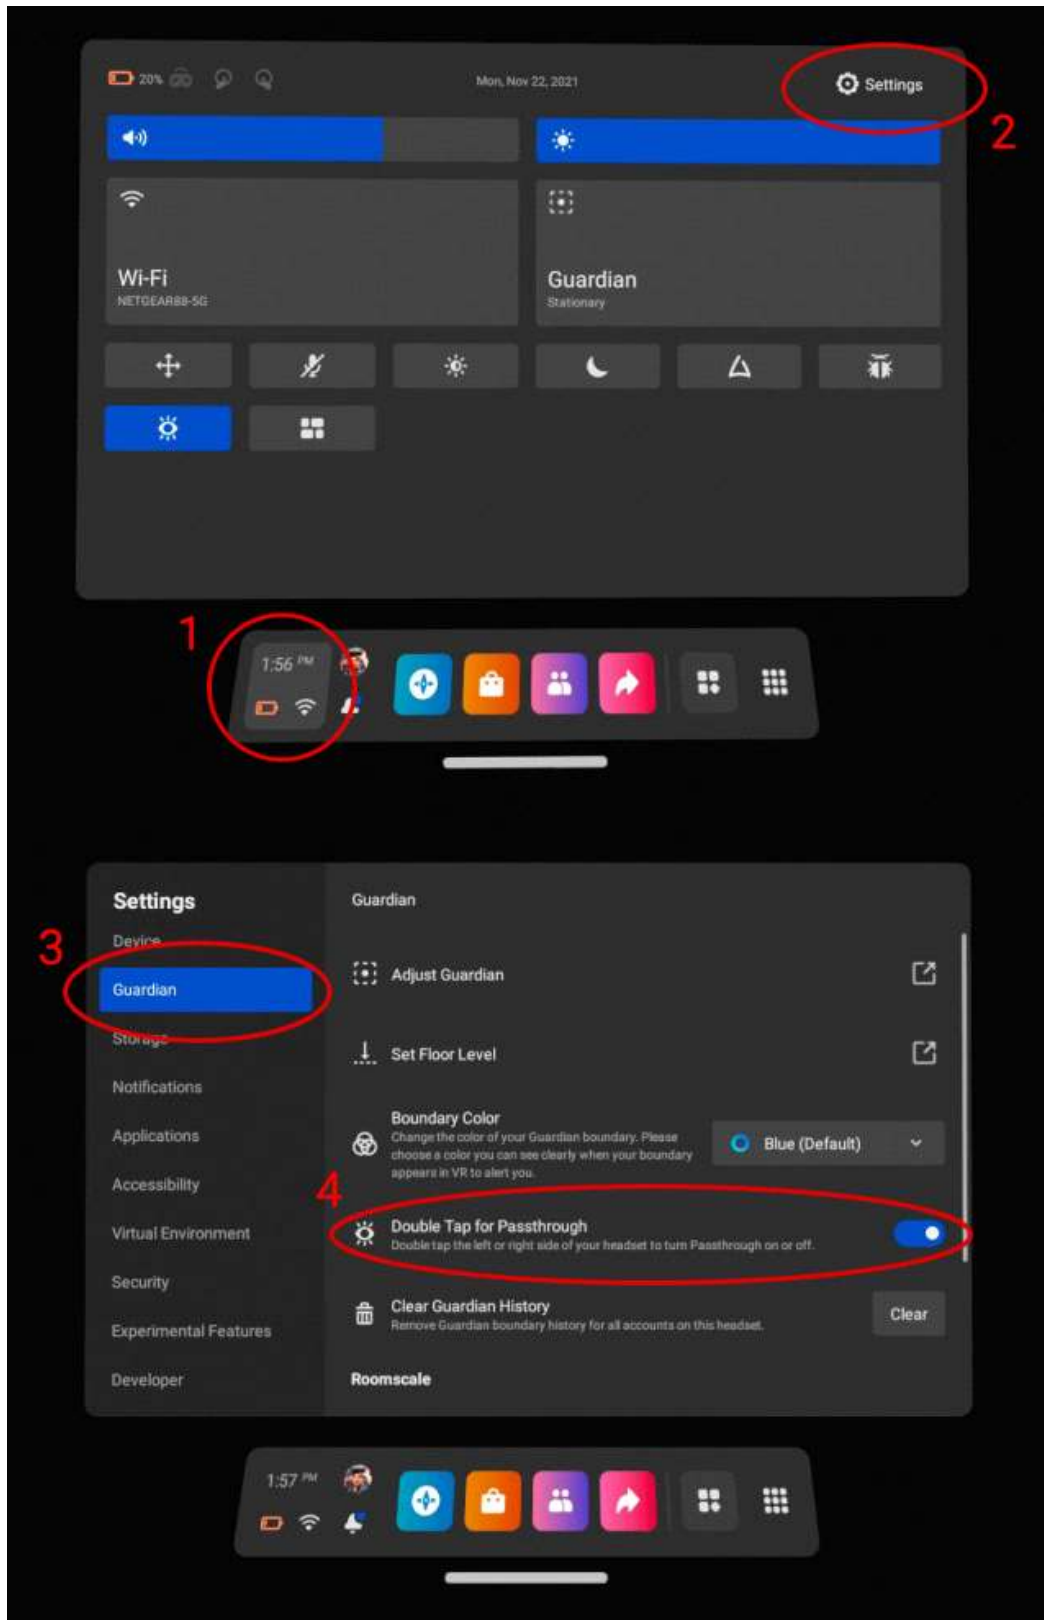 20%
Mon, Nov 22, 2021
Settings
2
Wi-Fi
NETGEAR88-5G
Guardian
Stationary
1
1:56 PM
Settings
Guardian
3
Device
Guardian
Adjust Guardian
Storage
Set Floor Level
Notifications
Boundary Color
Change the color of your Guardian boundary. Please
choose a color you can see clearly when your boundary
appears in VR to alert you.
Blue (Default)
Applications
Accessibility
4
Virtual Environment
Double Tap for Passthrough
Double tap the left or right side of your headset to turn Passthrough on or off.
Security
Clear Guardian History
Remove Guardian boundary history for all accounts on this headset.
Clear
Experimental Features
Developer
Roomscale
1:57 PM